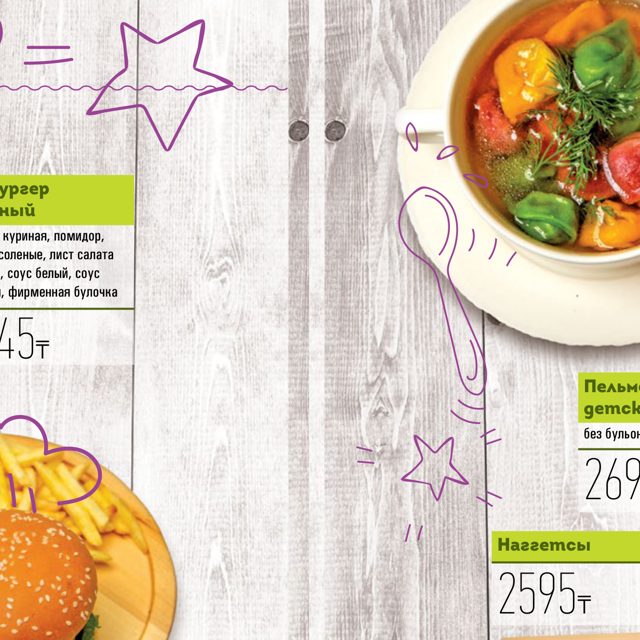 ургер
ный
куриная, помидор,
соленые, лист салата
, соус белый, соус
, фирменная булочка
45₸
Пельм
детск
без бульон
269
Наггетсы
2595₸